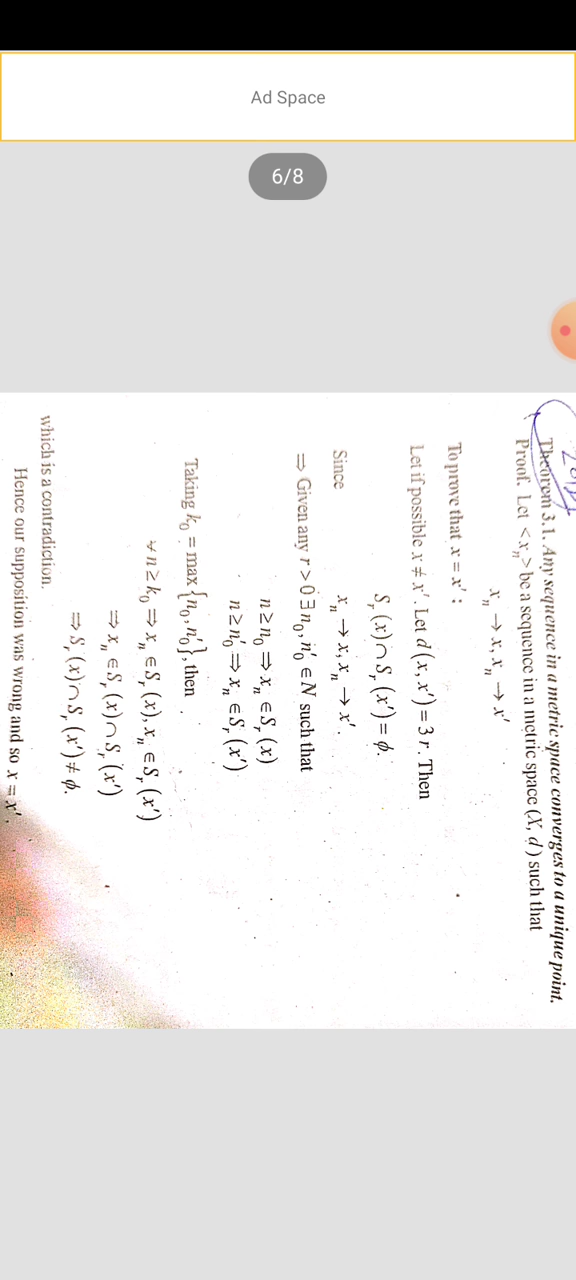 Ad Space
6/8
Theorem 3.1. Any sequence in a metric space converges to a unique point.
Proof. Let <xₙ> be a sequence in a metric space (X, d) such that
xₙ → x, xₙ → x′
To prove that x = x′ :
Let if possible x ≠ x′. Let d (x, x′) = 3 r. Then
Sᵣ (x) ∩ Sᵣ (x′) = ϕ.
Since xₙ → x, xₙ → x′.
⇒ Given any r > 0 ∃ n₀, n′₀ ∈ N such that
n ≥ n₀ ⇒ xₙ ∈ Sᵣ (x)
n ≥ n′₀ ⇒ xₙ ∈ Sᵣ (x′)
Taking k₀ = max {n₀, n′₀}, then
∀ n ≥ k₀ ⇒ xₙ ∈ Sᵣ (x), xₙ ∈ Sᵣ (x′)
⇒ xₙ ∈ Sᵣ (x) ∩ Sᵣ (x′)
⇒ Sᵣ (x) ∩ Sᵣ (x′) ≠ ϕ.
which is a contradiction.
Hence our supposition was wrong and so x = x′.